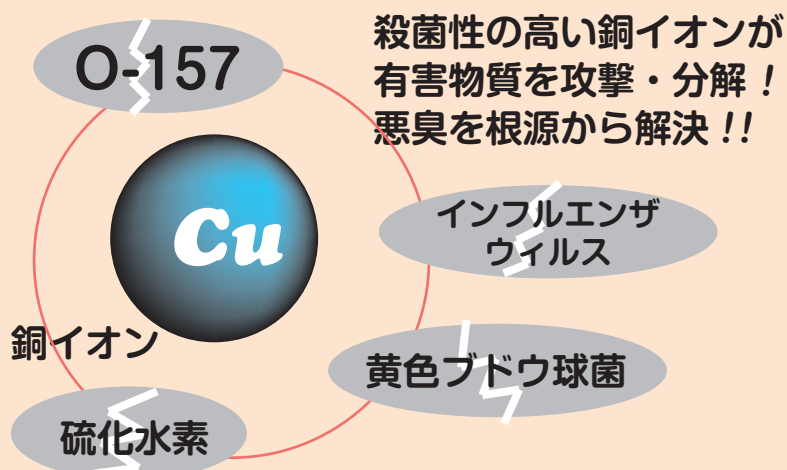 殺菌性の高い銅イオンが
有害物質を攻撃・分解！
悪臭を根源から解決!!
O-157
Cu
インフルエンザ
ウィルス
銅イオン
黄色ブドウ球菌
硫化水素